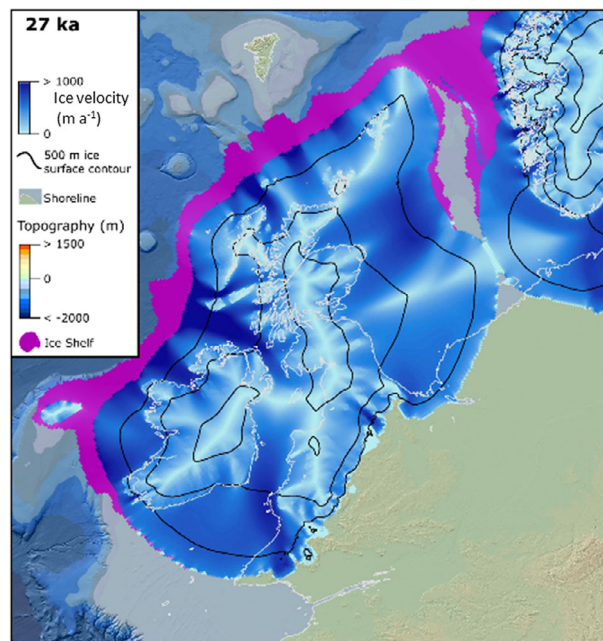 27 ka
> 1000
Ice velocity
(m a⁻¹)
0
500 m ice
surface contour
Shoreline
Topography (m)
> 1500
0
< -2000
Ice Shelf